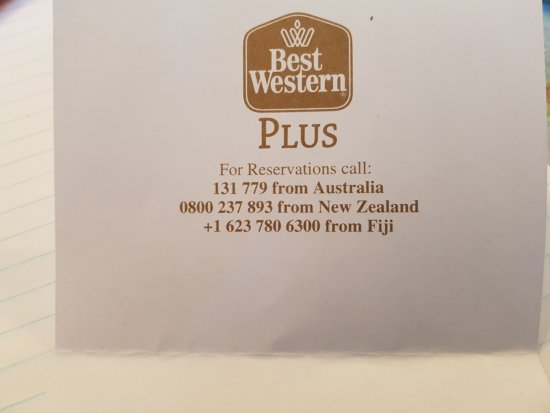 Best
Western
PLUS
For Reservations call:
131 779 from Australia
0800 237 893 from New Zealand
+1 623 780 6300 from Fiji